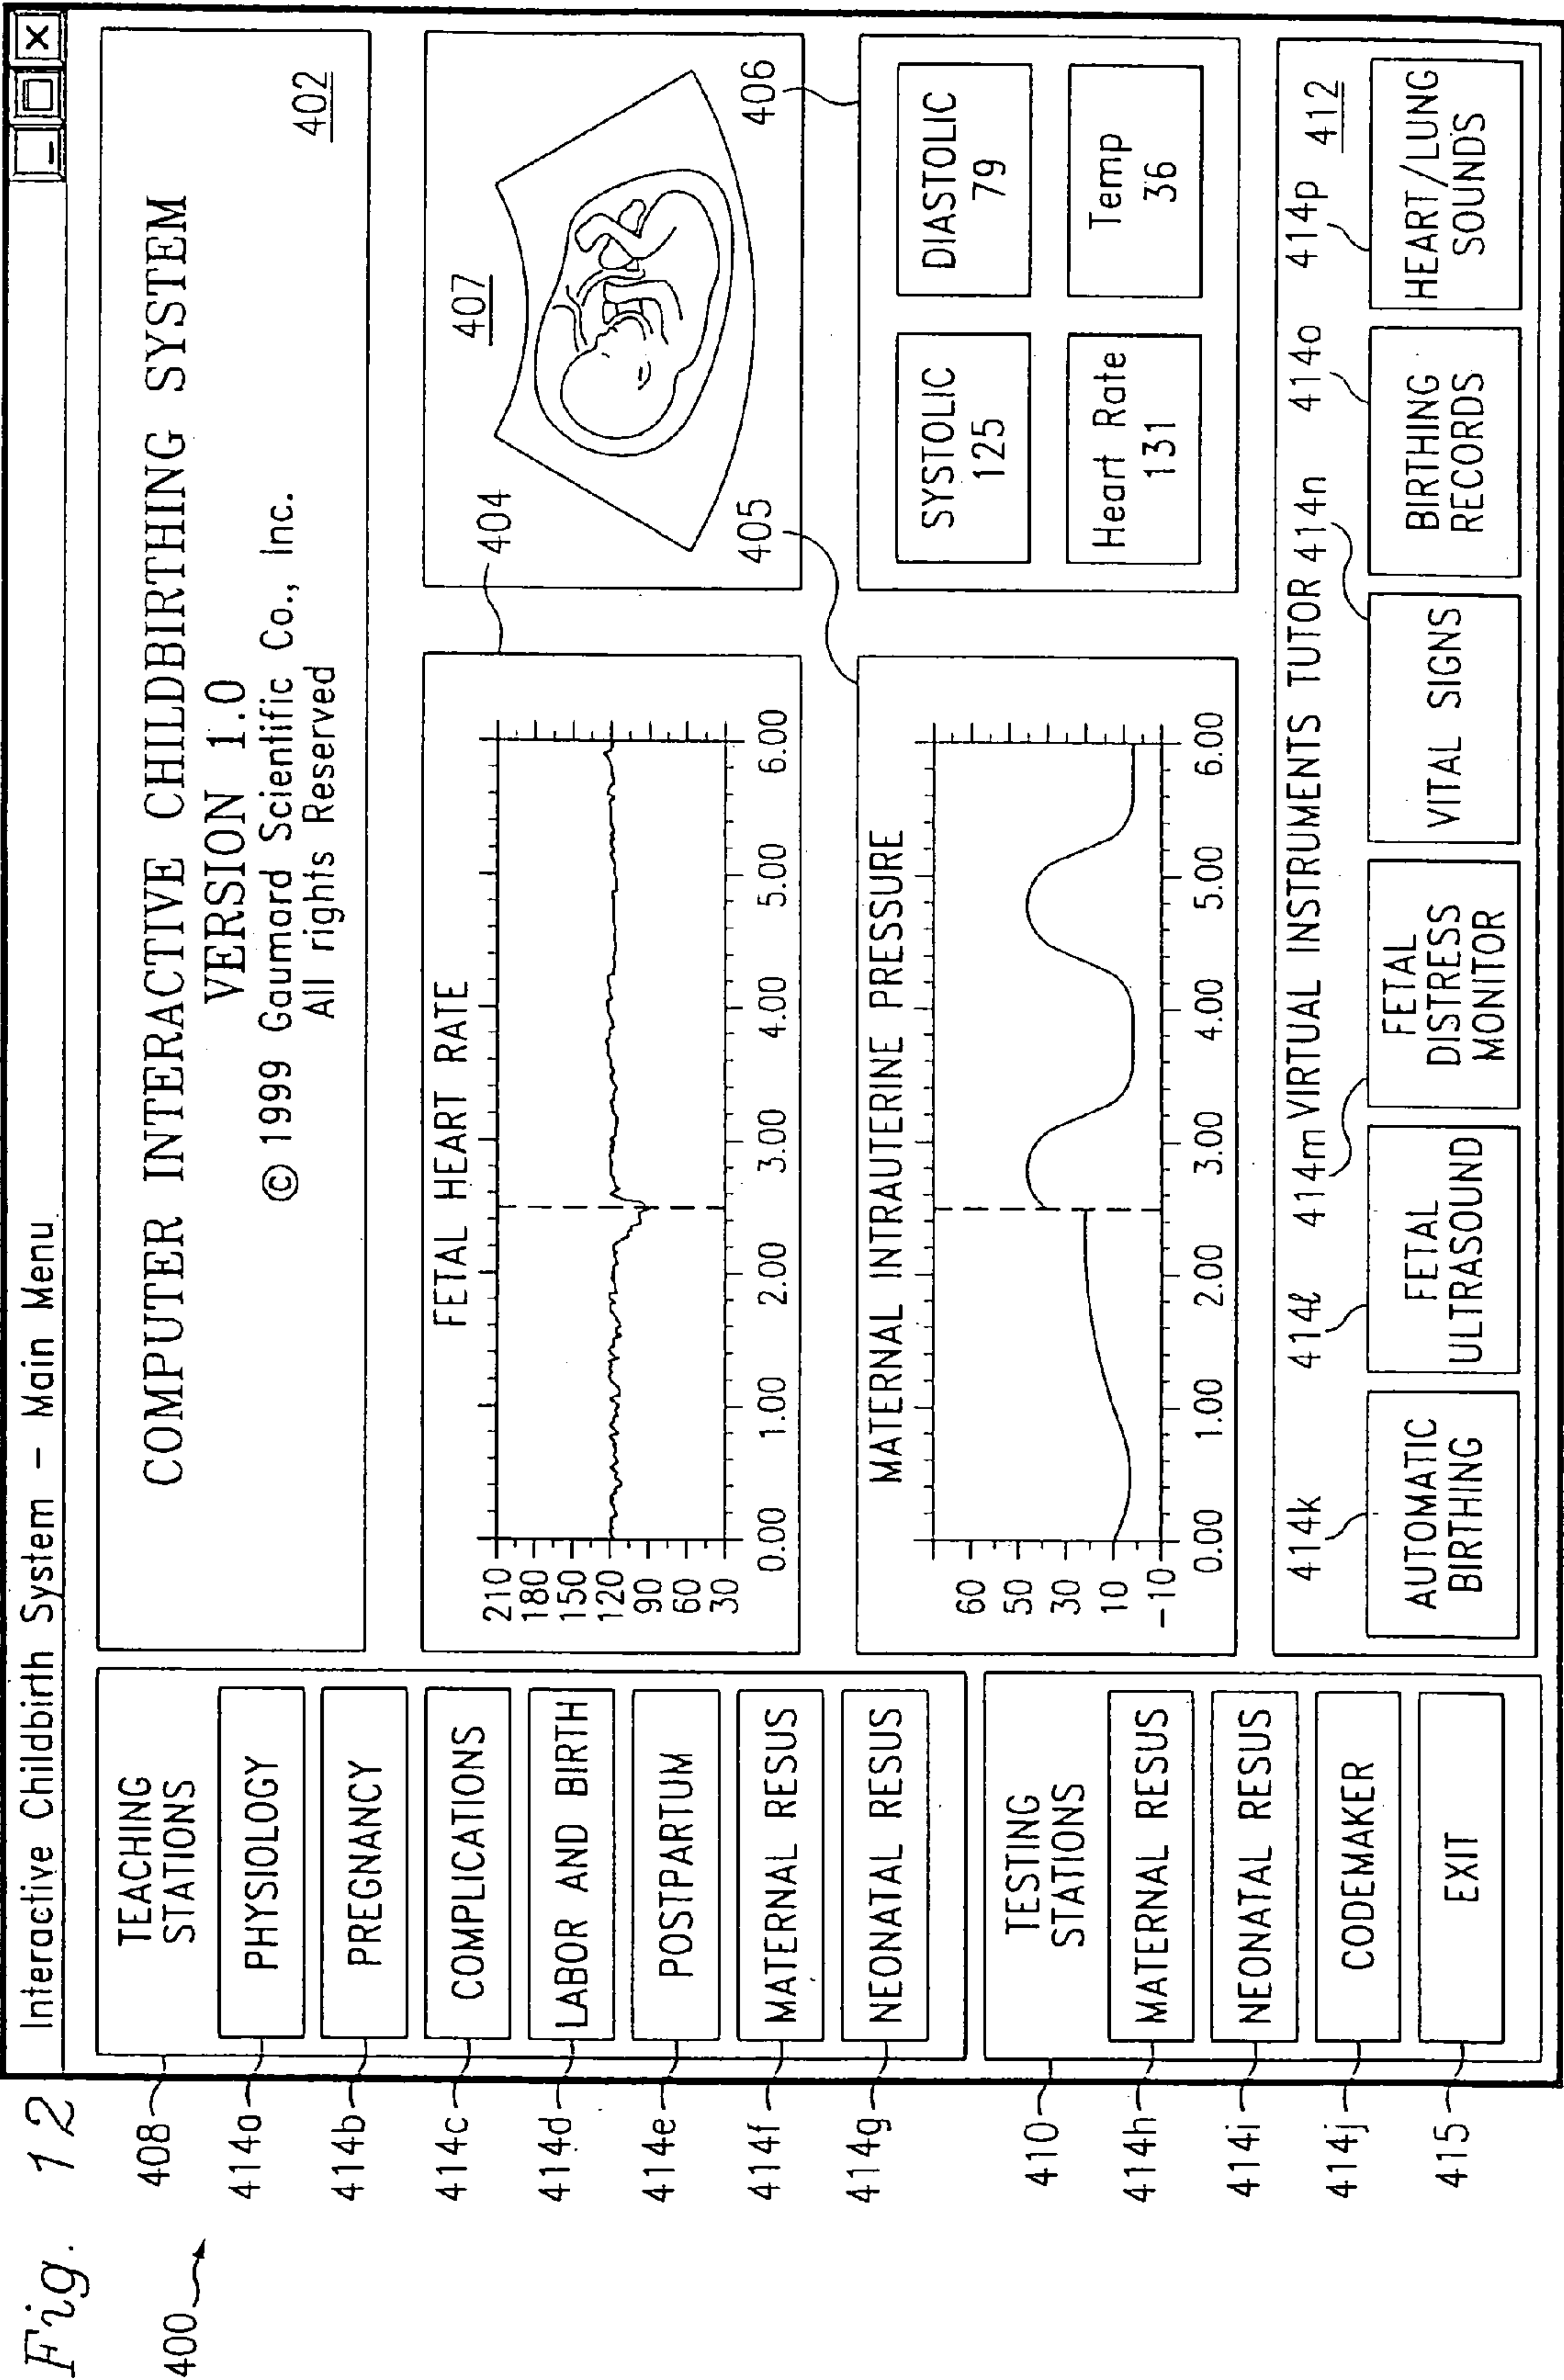 Fig. 12
400
Interactive Childbirth System – Main Menu
408
TEACHING
STATIONS
414a
PHYSIOLOGY
414b
PREGNANCY
414c
COMPLICATIONS
414d
LABOR AND BIRTH
414e
POSTPARTUM
414f
MATERNAL RESUS
414g
NEONATAL RESUS
410
TESTING
STATIONS
414h
MATERNAL RESUS
414i
NEONATAL RESUS
414j
CODEMAKER
415
EXIT
COMPUTER INTERACTIVE CHILDBIRTHING SYSTEM
VERSION 1.0
© 1999 Gaumard Scientific Co., Inc.
All rights Reserved
402
404
FETAL HEART RATE
210
180
150
120
90
60
30
0.00 1.00 2.00 3.00 4.00 5.00 6.00
407
405
MATERNAL INTRAUTERINE PRESSURE
60
50
30
10
-10
0.00 1.00 2.00 3.00 4.00 5.00 6.00
406
SYSTOLIC
125
DIASTOLIC
79
Heart Rate
131
Temp
36
414k 414ℓ 414m VIRTUAL INSTRUMENTS TUTOR 414n 414o 414p 412
AUTOMATIC
BIRTHING
FETAL
ULTRASOUND
FETAL
DISTRESS
MONITOR
VITAL SIGNS
BIRTHING
RECORDS
HEART/LUNG
SOUNDS